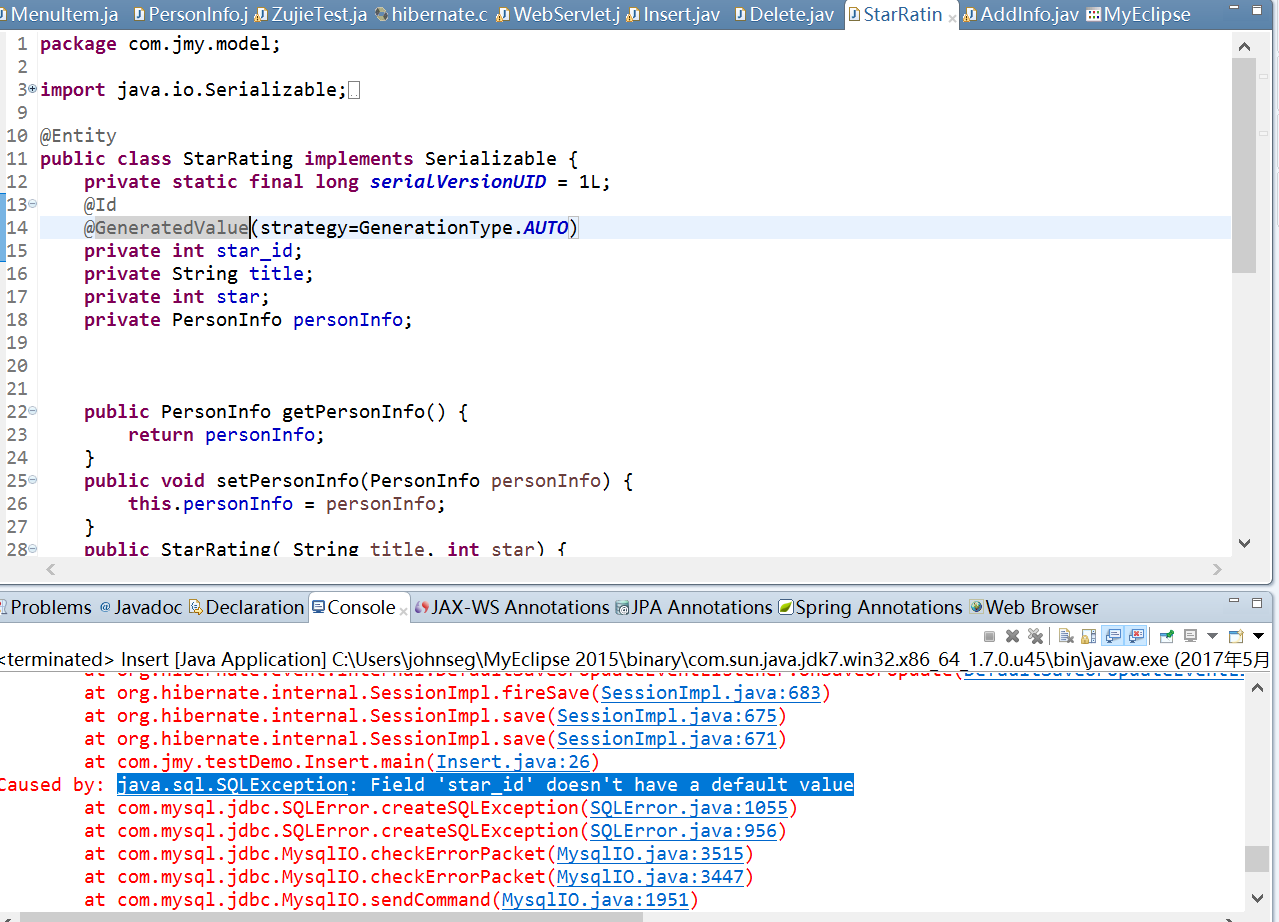 MenuItem.ja PersonInfo.j ZujieTest.ja hibernate.c WebServlet.j Insert.jav Delete.jav StarRatin AddInfo.jav MyEclipse
1 package com.jmy.model;
2
3 import java.io.Serializable;
9
10 @Entity
11 public class StarRating implements Serializable {
12 private static final long serialVersionUID = 1L;
13 @Id
14 @GeneratedValue(strategy=GenerationType.AUTO)
15 private int star_id;
16 private String title;
17 private int star;
18 private PersonInfo personInfo;
19
20
21
22 public PersonInfo getPersonInfo() {
23 return personInfo;
24 }
25 public void setPersonInfo(PersonInfo personInfo) {
26 this.personInfo = personInfo;
27 }
28 public StarRating( String title, int star) {
Problems @ Javadoc Declaration Console JAX-WS Annotations JPA Annotations Spring Annotations Web Browser
<terminated> Insert [Java Application] C:\Users\johnseg\MyEclipse 2015\binary\com.sun.java.jdk7.win32.x86_64_1.7.0.u45\bin\javaw.exe (2017年5月
at org.hibernate.event.internal.DefaultSaveOrUpdateEventListener.onSaveOrUpdate(DefaultSaveOrUpdateEventLi
at org.hibernate.internal.SessionImpl.fireSave(SessionImpl.java:683)
at org.hibernate.internal.SessionImpl.save(SessionImpl.java:675)
at org.hibernate.internal.SessionImpl.save(SessionImpl.java:671)
at com.jmy.testDemo.Insert.main(Insert.java:26)
Caused by: java.sql.SQLException: Field 'star_id' doesn't have a default value
at com.mysql.jdbc.SQLError.createSQLException(SQLError.java:1055)
at com.mysql.jdbc.SQLError.createSQLException(SQLError.java:956)
at com.mysql.jdbc.MysqlIO.checkErrorPacket(MysqlIO.java:3515)
at com.mysql.jdbc.MysqlIO.checkErrorPacket(MysqlIO.java:3447)
at com.mysql.jdbc.MysqlIO.sendCommand(MysqlIO.java:1951)